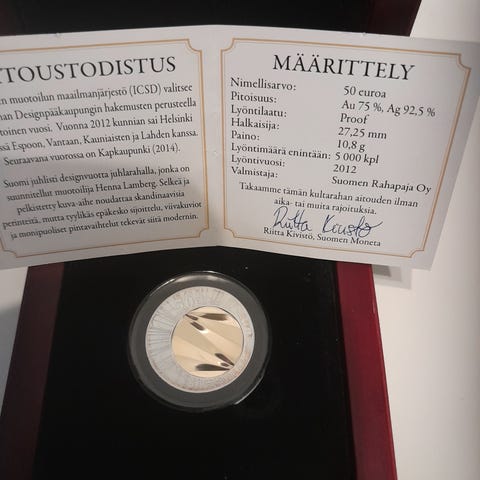 TOUSTODISTUS
n muotoilun maailmanjärjestö (ICSD) valitsee
an Designpääkaupungin hakemusten perusteella
toinen vuosi. Vuonna 2012 kunnian sai Helsinki
ssä Espoon, Vantaan, Kauniaisten ja Lahden kanssa.
Seuraavana vuorossa on Kapkaupunki (2014).
Suomi juhlisti designvuotta juhlarahalla, jonka on
suunnitellut muotoilija Henna Lamberg. Selkeä ja
pelkistetty kuva-aihe noudattaa skandinaavisia
perinteitä, mutta tyylikäs epäkesko sijoittelu, viivakuviot
ja monipuoliset pintavaihtelut tekevät siitä modernin.
MÄÄRITTELY
Nimellisarvo: 50 euroa
Pitoisuus: Au 75 %, Ag 92,5 %
Lyöntilaatu: Proof
Halkaisija: 27,25 mm
Paino: 10,8 g
Lyöntimäärä enintään: 5 000 kpl
Lyöntivuosi: 2012
Valmistaja: Suomen Rahapaja Oy
Takaamme tämän kultarahan aitouden ilman
aika- tai muita rajoituksia.
Riitta Kivistö
Riitta Kivistö, Suomen Moneta